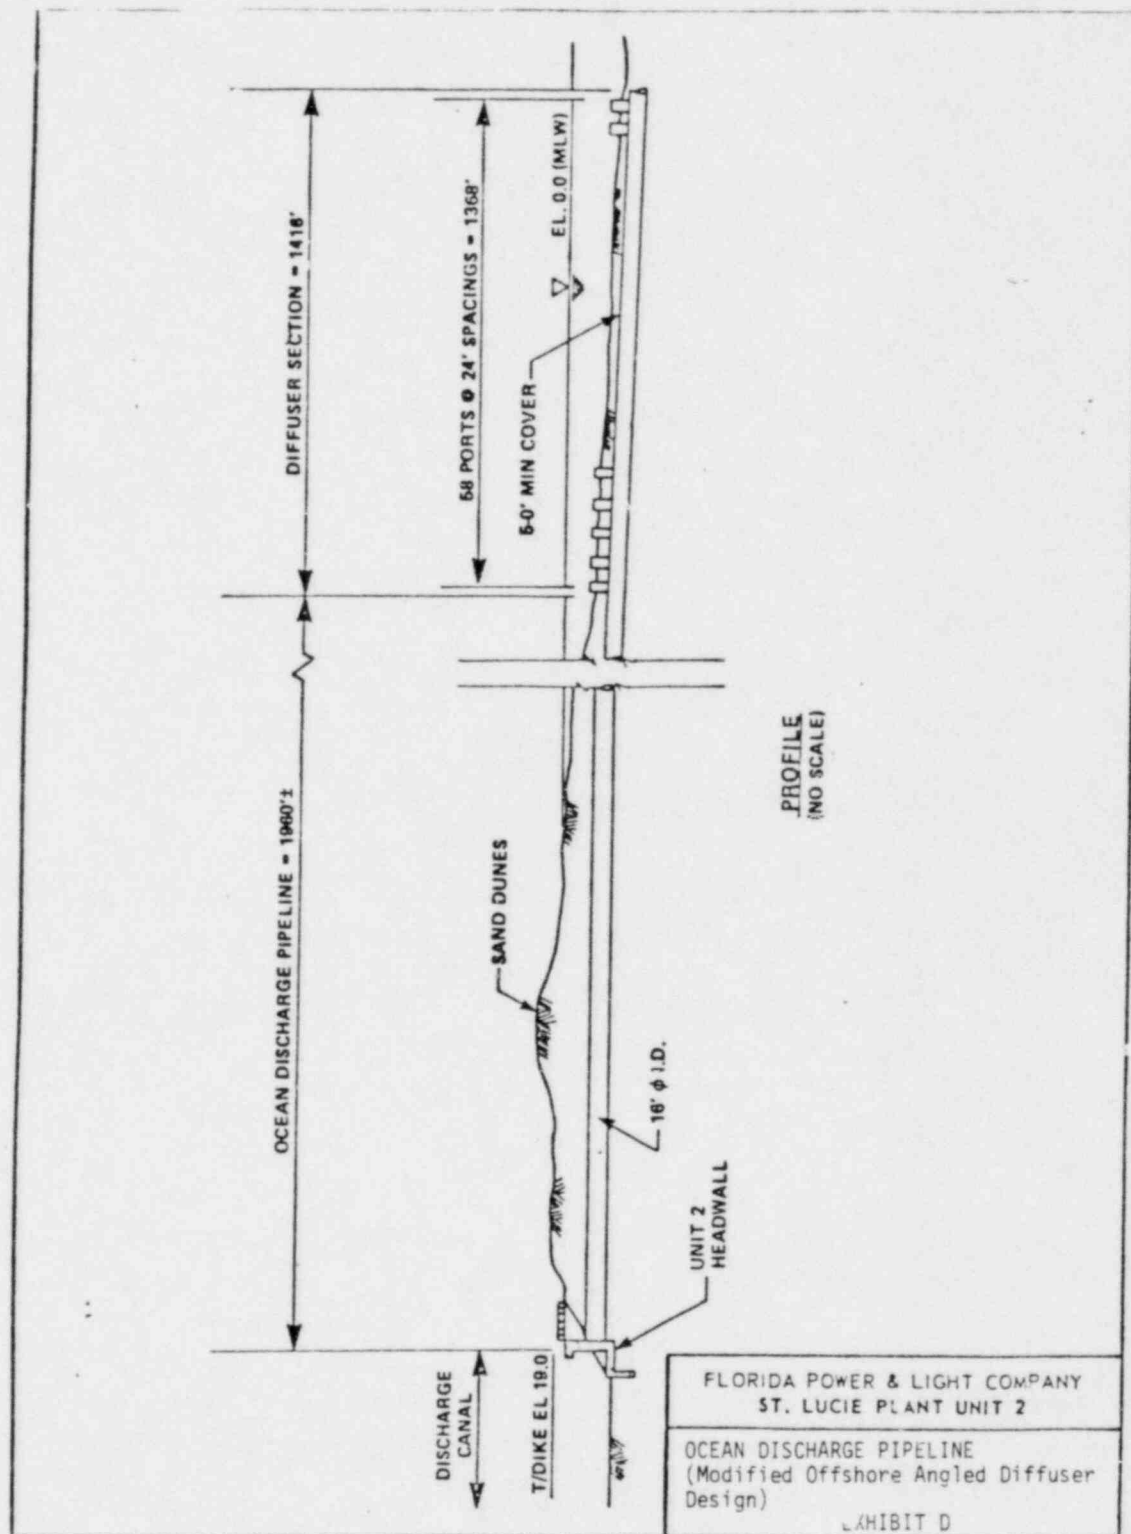 OCEAN DISCHARGE PIPELINE = 1960'±
DIFFUSER SECTION = 1416'
58 PORTS @ 24' SPACINGS = 1368'
5-0" MIN COVER
EL. 0.0 (MLW)
SAND DUNES
DISCHARGE
CANAL
T/DIKE EL 19.0
16' φ I.D.
UNIT 2
HEADWALL
PROFILE
(NO SCALE)
FLORIDA POWER & LIGHT COMPANY
ST. LUCIE PLANT UNIT 2
OCEAN DISCHARGE PIPELINE
(Modified Offshore Angled Diffuser
Design)
EXHIBIT D